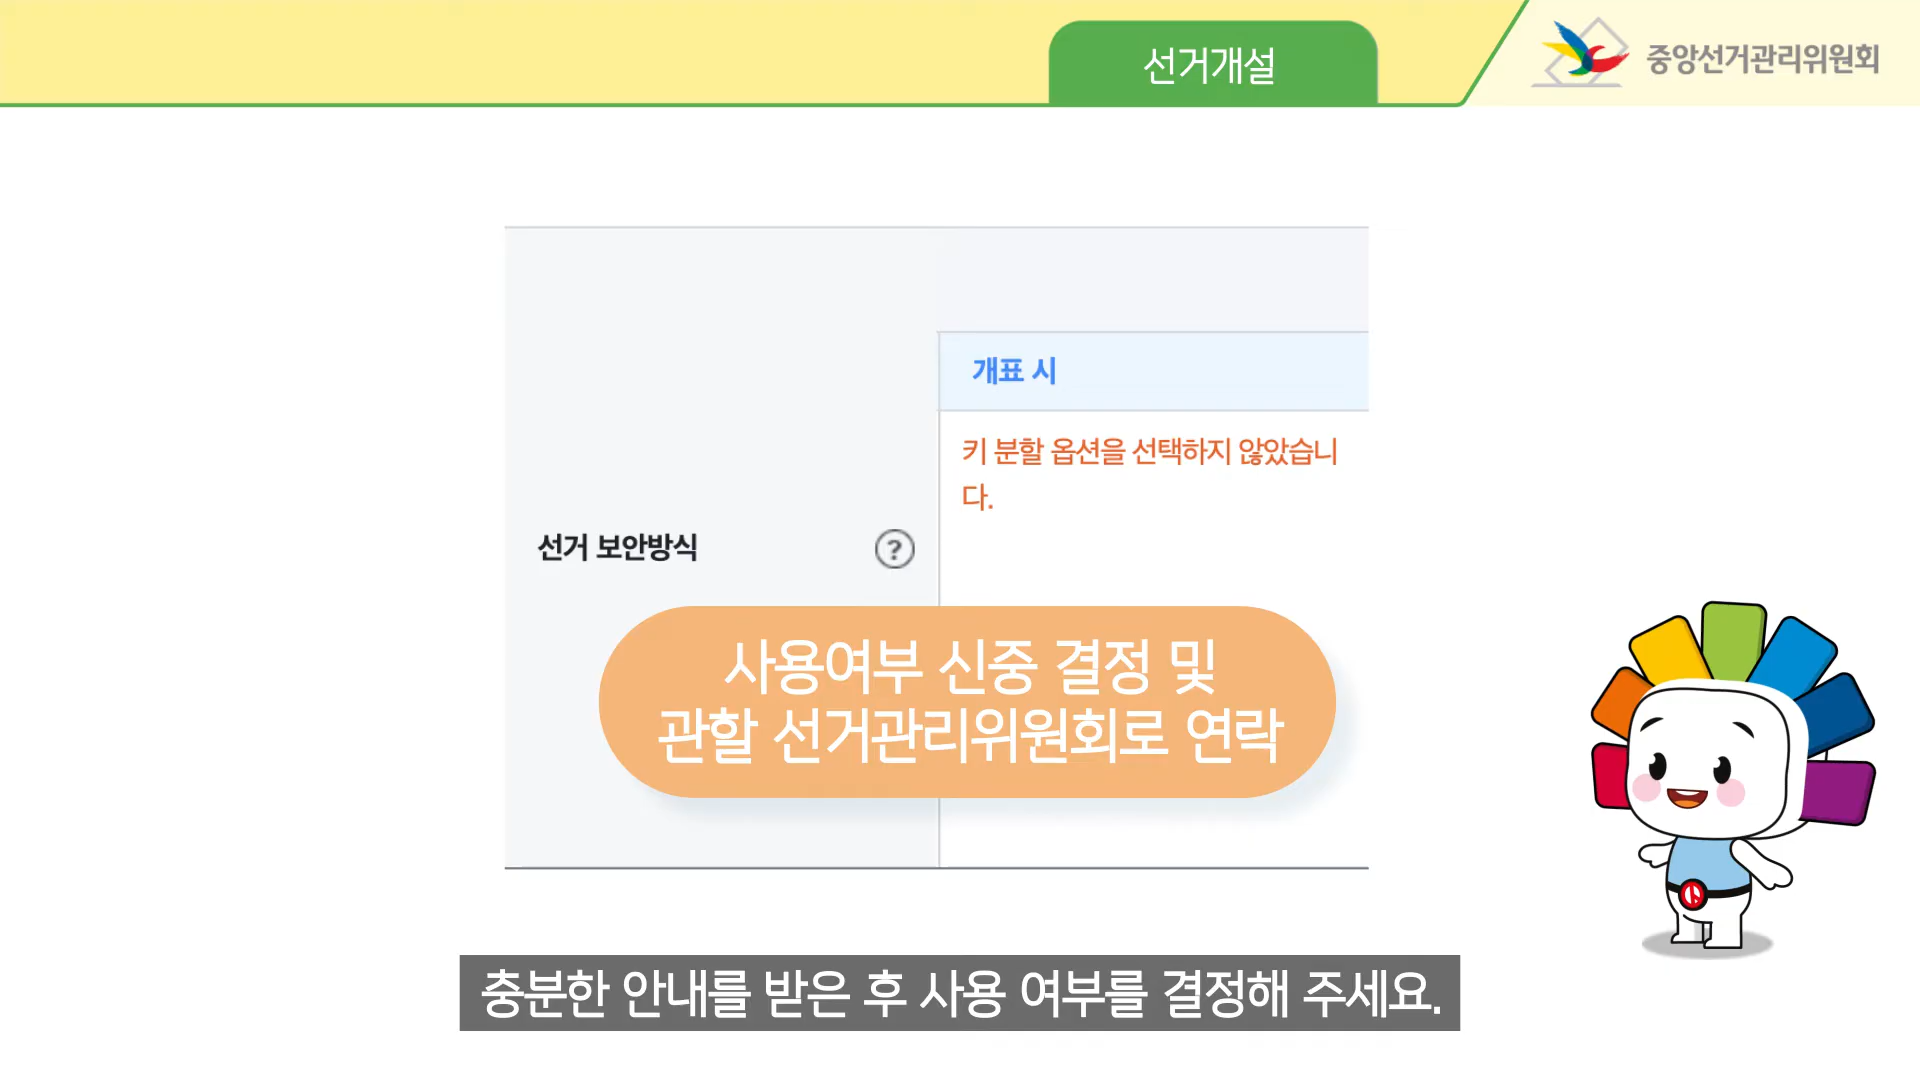 선거개설
중앙선거관리위원회
개표 시
키 분할 옵션을 선택하지 않았습니
다.
선거 보안방식 ?
사용여부 신중 결정 및
관할 선거관리위원회로 연락
충분한 안내를 받은 후 사용 여부를 결정해 주세요.